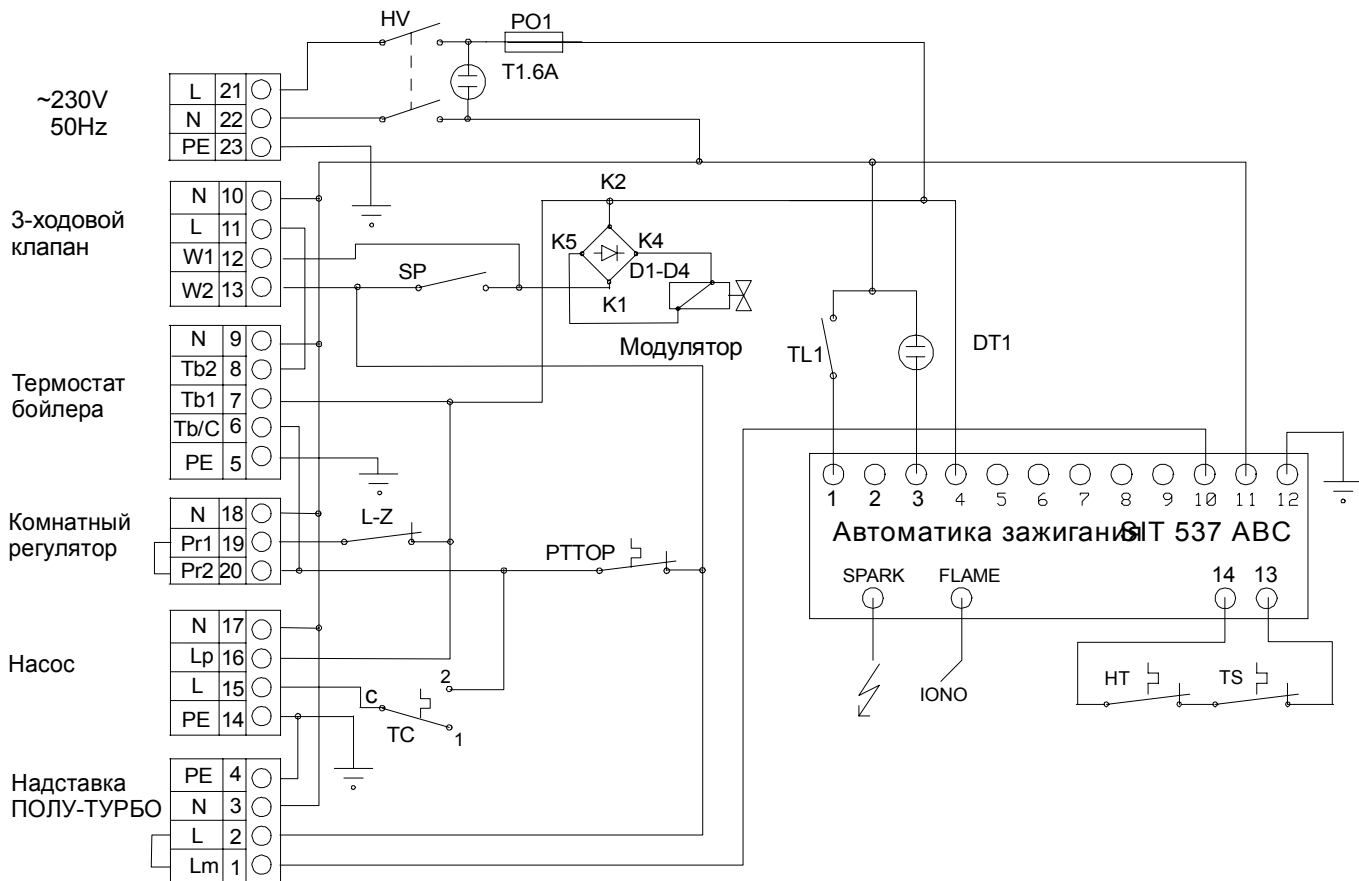 HV
PO1
T1.6A
~230V
50Hz
L 21
N 22
PE 23
3-ходовой
клапан
N 10
L 11
W1 12
W2 13
SP
K2
K5
K4
D1-D4
K1
Модулятор
TL1
DT1
Термостат
бойлера
N 9
Tb2 8
Tb1 7
Tb/C 6
PE 5
Комнатный
регулятор
N 18
Pr1 19
Pr2 20
L-Z
PTTOP
1 2 3 4 5 6 7 8 9 10 11 12
Автоматика зажигания SIT 537 ABC
SPARK
FLAME
14 13
IONO
HT
TS
Насос
N 17
Lp 16
L 15
PE 14
C
2
1
TC
Надставка
ПОЛУ-ТУРБО
PE 4
N 3
L 2
Lm 1